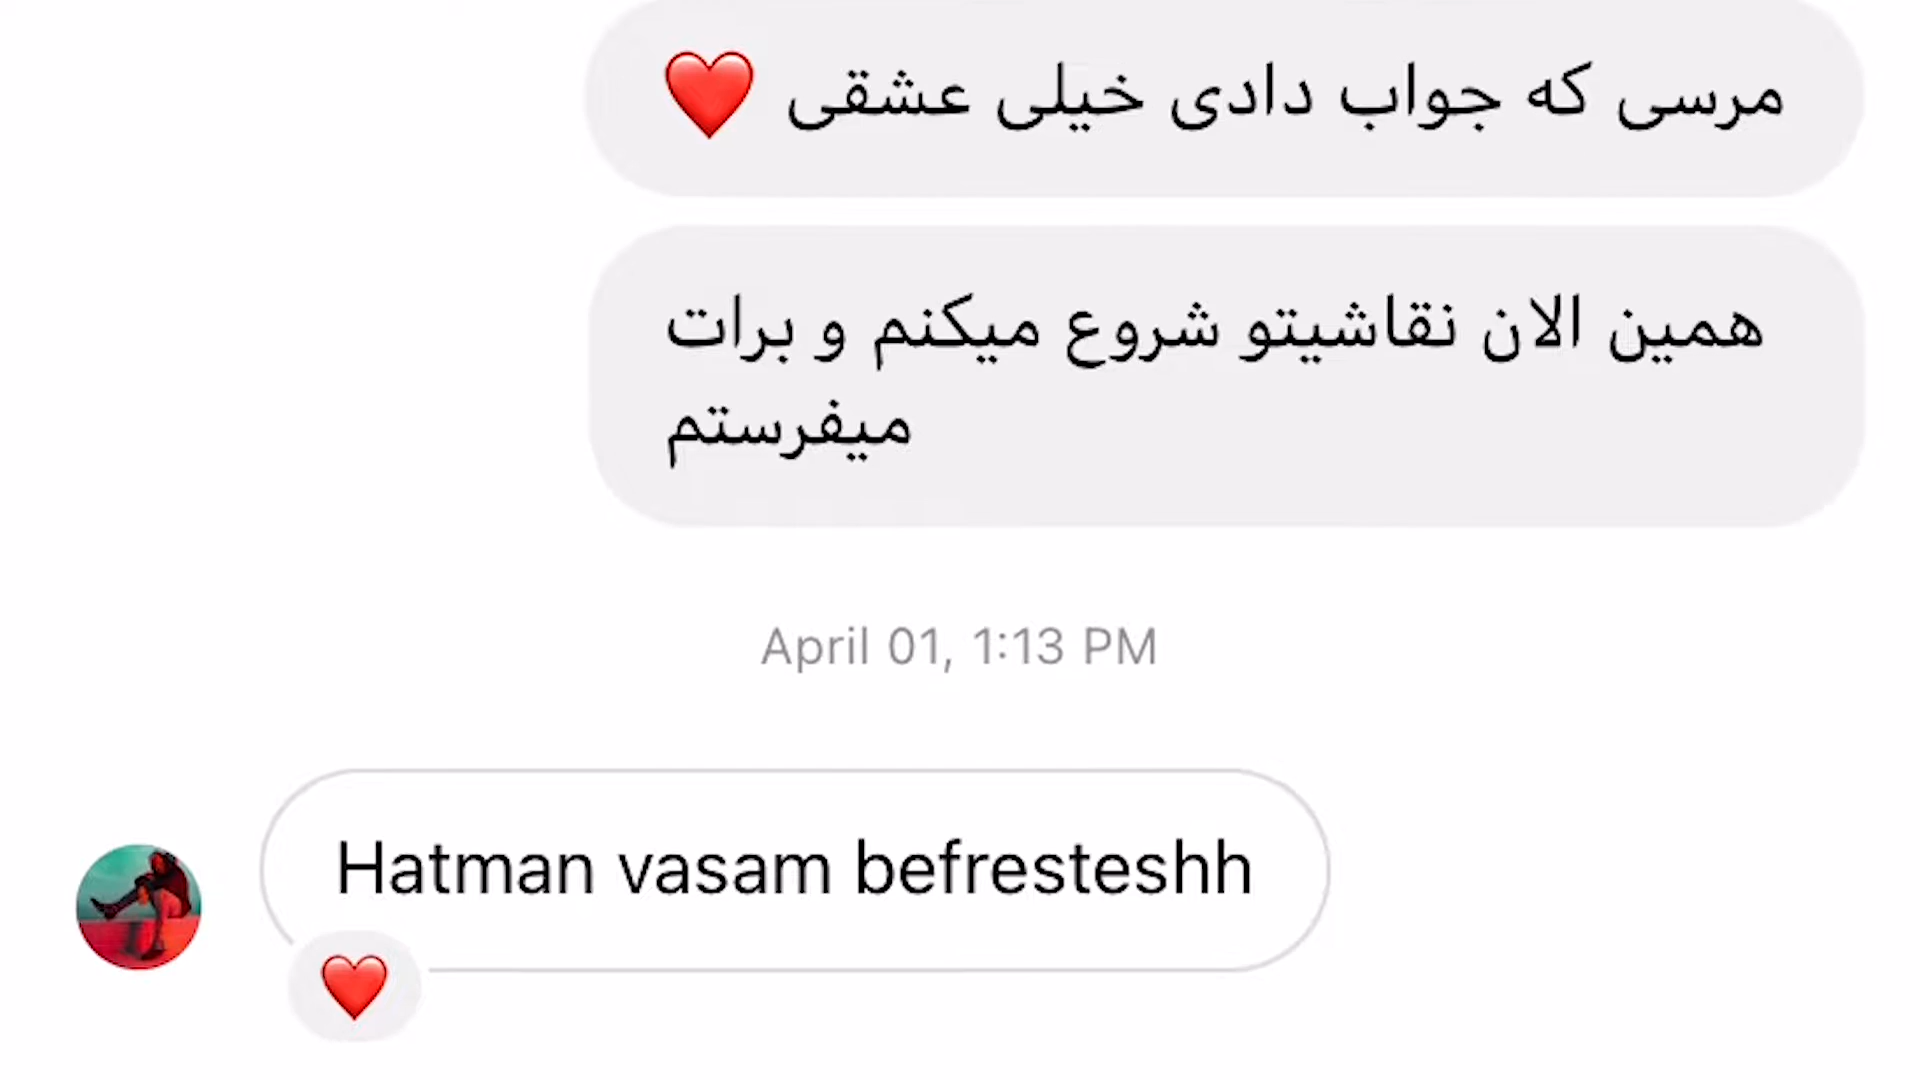 مرسی که جواب دادی خیلی عشقی ❤️
همین الان نقاشیتو شروع میکنم و برات
میفرستم
April 01, 1:13 PM
Hatman vasam befresteshh
❤️